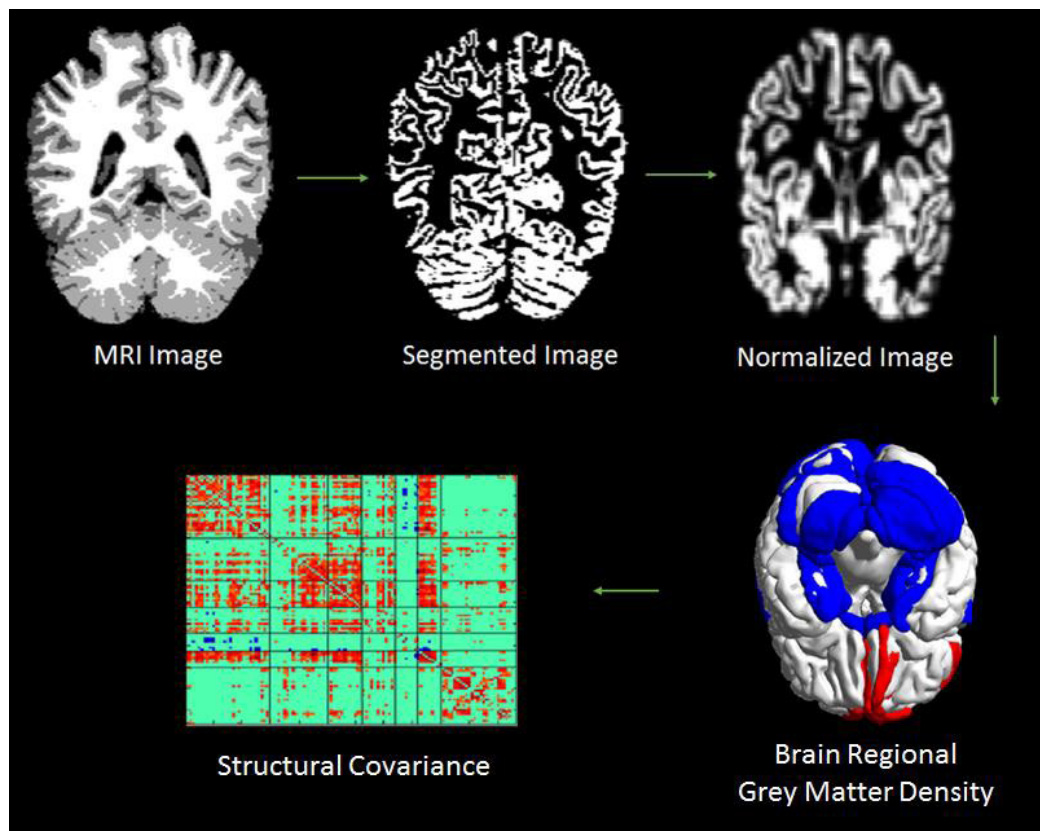 MRI Image
Segmented Image
Normalized Image
Structural Covariance
Brain Regional
Grey Matter Density